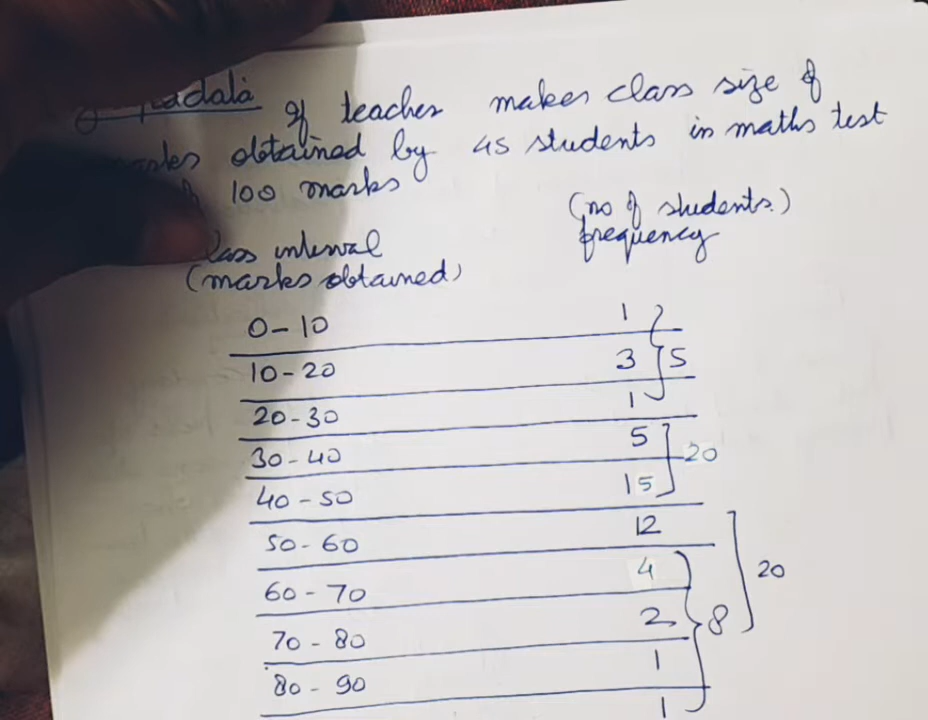 of teacher makes class size of
obtained by 45 students in maths test
100 marks
(no of students.)
frequency
interval
(marks obtained)
0-10 1
10-20 3 5
20-30 1
30-40 5
40-50 15 20
50-60 12
60-70 4 20
70-80 2 8
80-90 1
1